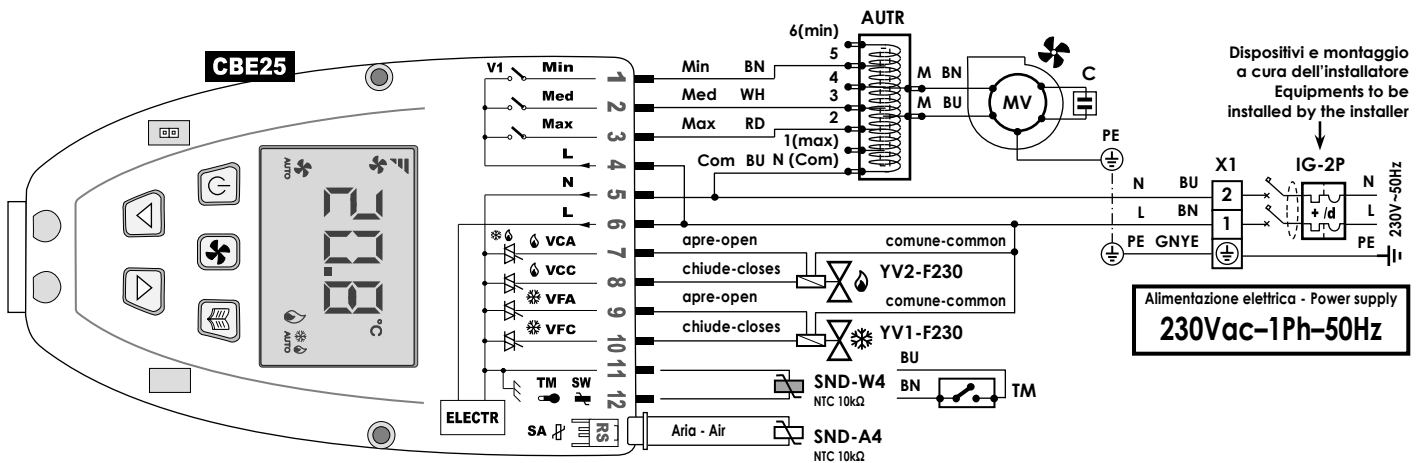 CBE25
V1 Min 1 Min BN
Med 2 Med WH
Max 3 Max RD
L 4 Com BU N (Com)
N 5
L 6
VCA 7 apre-open comune-common
VCC 8 chiude-closes YV2-F230
VFA 9 apre-open comune-common
VFC 10 chiude-closes YV1-F230
11
TM SW 12
SND-W4
NTC 10kΩ
BU
BN TM
ELECTR
SA RS Aria - Air
SND-A4
NTC 10kΩ
AUTO
20.8
°C
AUTO
AUTR
6(min)
5
4
3
2
1(max)
M BN
M BU
MV
C
PE
N BU
L BN
PE GNYE
X1
2
1
IG-2P
+ /d
N
L
PE
230V~50Hz
Dispositivi e montaggio
a cura dell'installatore
Equipments to be
installed by the installer
Alimentazione elettrica - Power supply
230Vac–1Ph–50Hz